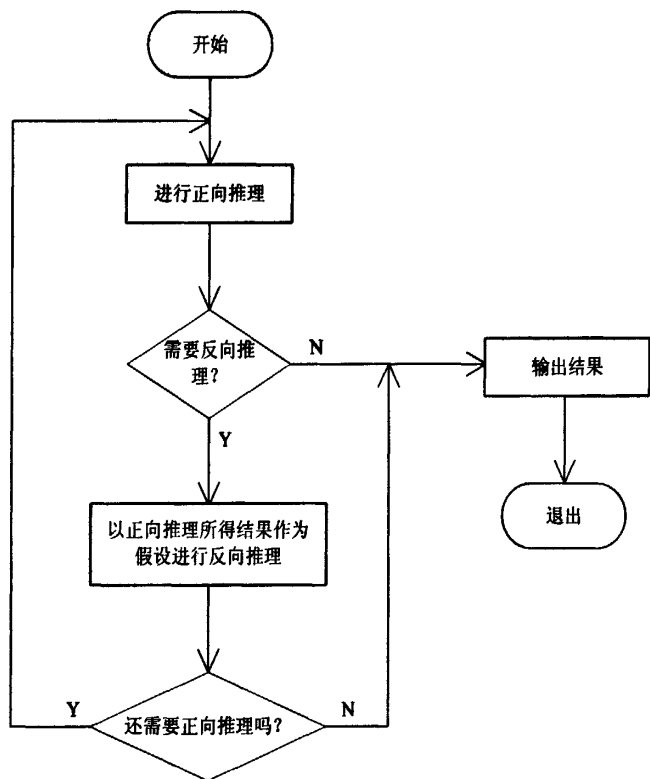 开始
进行正向推理
需要反向推
理？
N
输出结果
Y
退出
以正向推理所得结果作为
假设进行反向推理
Y
还需要正向推理吗？
N